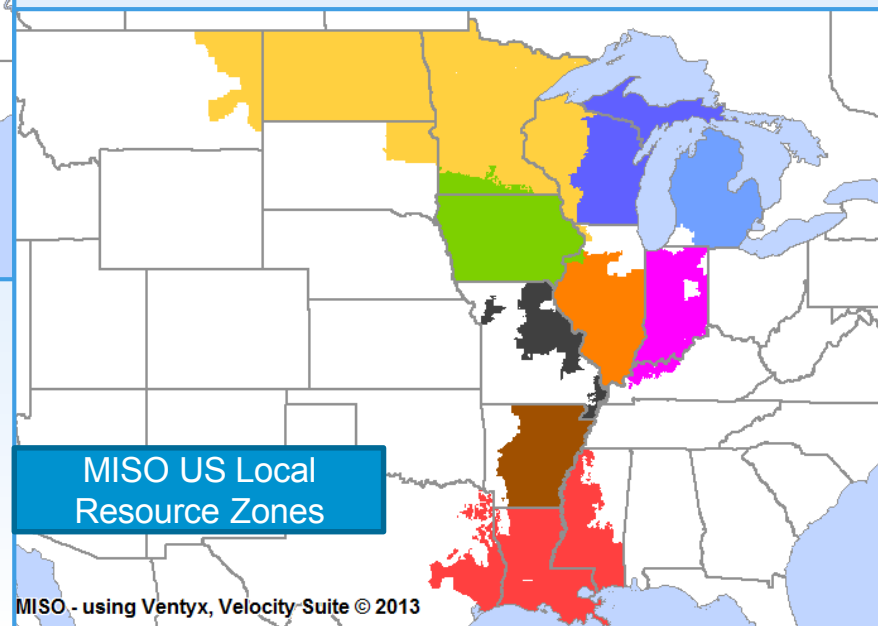 MISO US Local
Resource Zones
MISO - using Ventyx, Velocity Suite © 2013